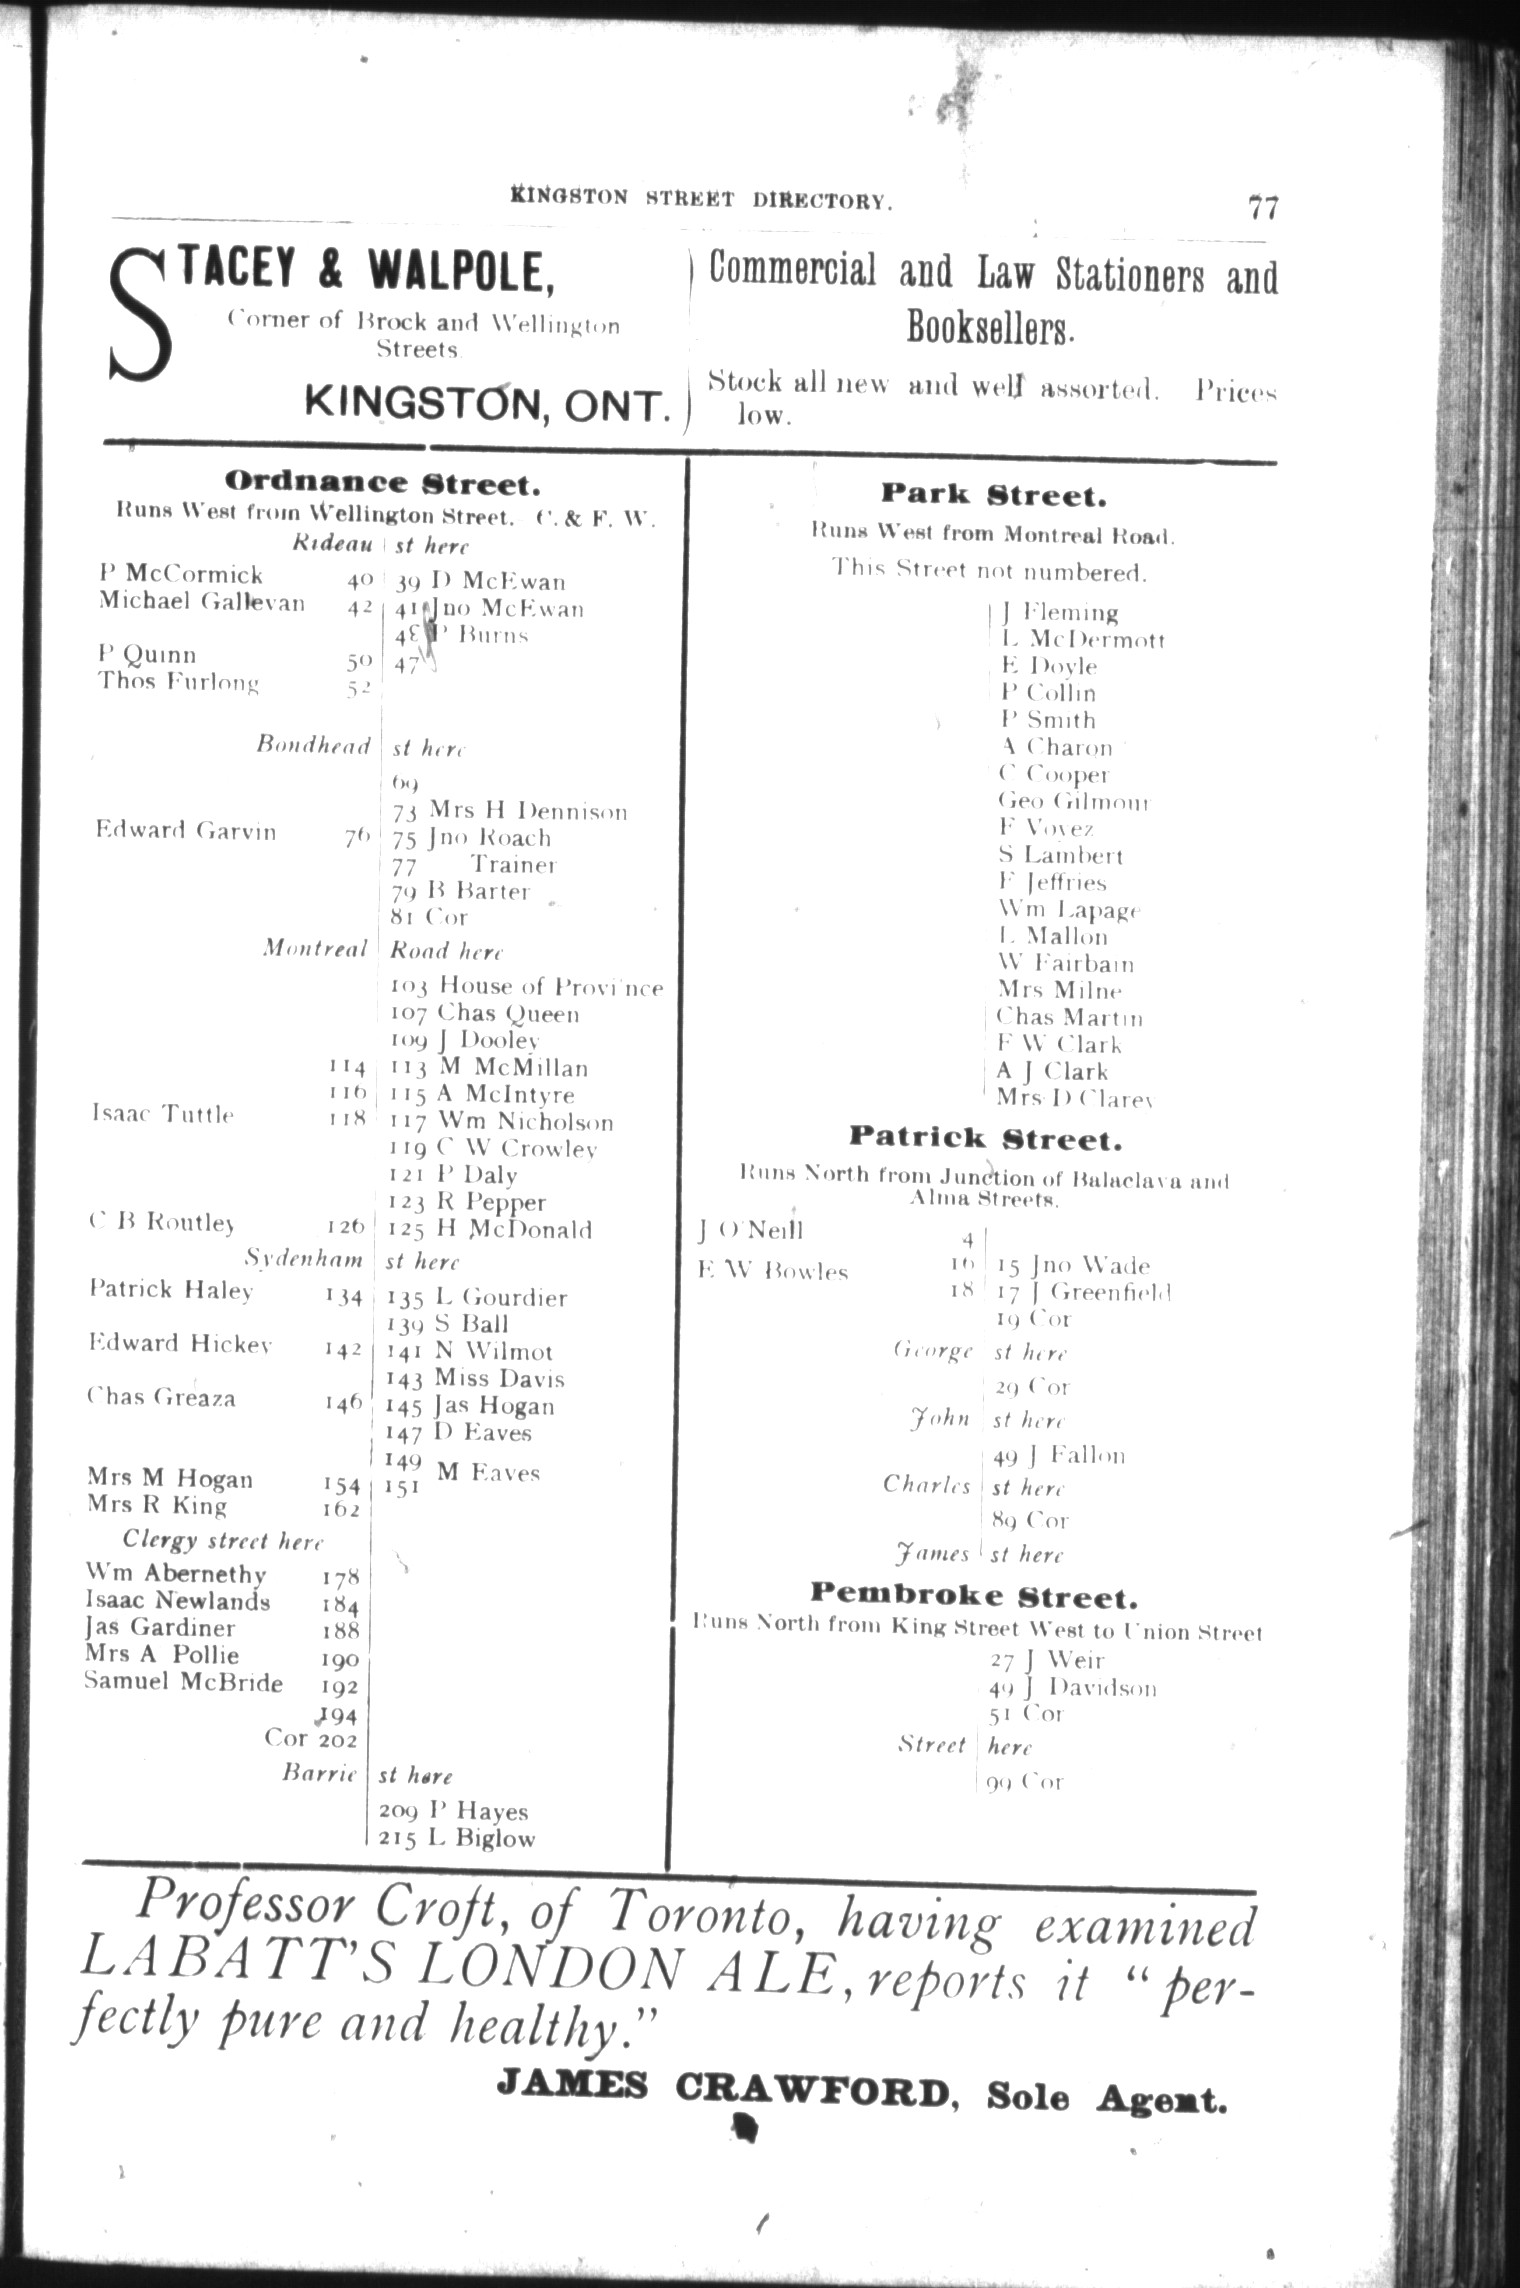 KINGSTON STREET DIRECTORY. 77
STACEY & WALPOLE,
Corner of Brock and Wellington
Streets
KINGSTON, ONT.
Commercial and Law Stationers and
Booksellers.
Stock all new and well assorted. Prices
low.
Ordnance Street.
Runs West from Wellington Street. C. & F. W.
Rideau st here
P McCormick 40 39 D McEwan
Michael Gallevan 42 41 Jno McEwan
P Burns
P Quinn 50 47
Thos Furlong 52
Bondhead st here
69
73 Mrs H Dennison
Edward Garvin 76 75 Jno Roach
77 Trainer
79 B Barter
81 Cor
Montreal Road here
103 House of Provi nce
107 Chas Queen
109 J Dooley
114 113 M McMillan
116 115 A McIntyre
Isaac Tuttle 118 117 Wm Nicholson
119 C W Crowley
121 P Daly
123 R Pepper
C B Routley 126 125 H McDonald
Sydenham st here
Patrick Haley 134 135 L Gourdier
139 S Ball
Edward Hickey 142 141 N Wilmot
143 Miss Davis
Chas Greaza 146 145 Jas Hogan
147 D Eaves
149
M Eaves
Mrs M Hogan 154 151
Mrs R King 162
Clergy street here
Wm Abernethy 178
Isaac Newlands 184
Jas Gardiner 188
Mrs A Pollie 190
Samuel McBride 192
194
Cor 202
Barrie st here
209 P Hayes
215 L Biglow
Park Street.
Runs West from Montreal Road.
This Street not numbered.
J Fleming
L McDermott
E Doyle
P Collin
P Smith
A Charon
C Cooper
Geo Gilmour
F Voyez
S Lambert
F Jeffries
Wm Lapage
L Mallon
W Fairbain
Mrs Milne
Chas Martin
F W Clark
A J Clark
Mrs D Clarey
Patrick Street.
Runs North from Junction of Balaclava and
Alma Streets.
J O'Neill 4
E W Bowles 16 15 Jno Wade
18 17 J Greenfield
19 Cor
George st here
29 Cor
John st here
49 J Fallon
Charles st here
89 Cor
James st here
Pembroke Street.
Runs North from King Street West to Union Street
27 J Weir
49 J Davidson
51 Cor
Street here
99 Cor
Professor Croft, of Toronto, having examined
LABATT'S LONDON ALE, reports it "per-
fectly pure and healthy."
JAMES CRAWFORD, Sole Agent.